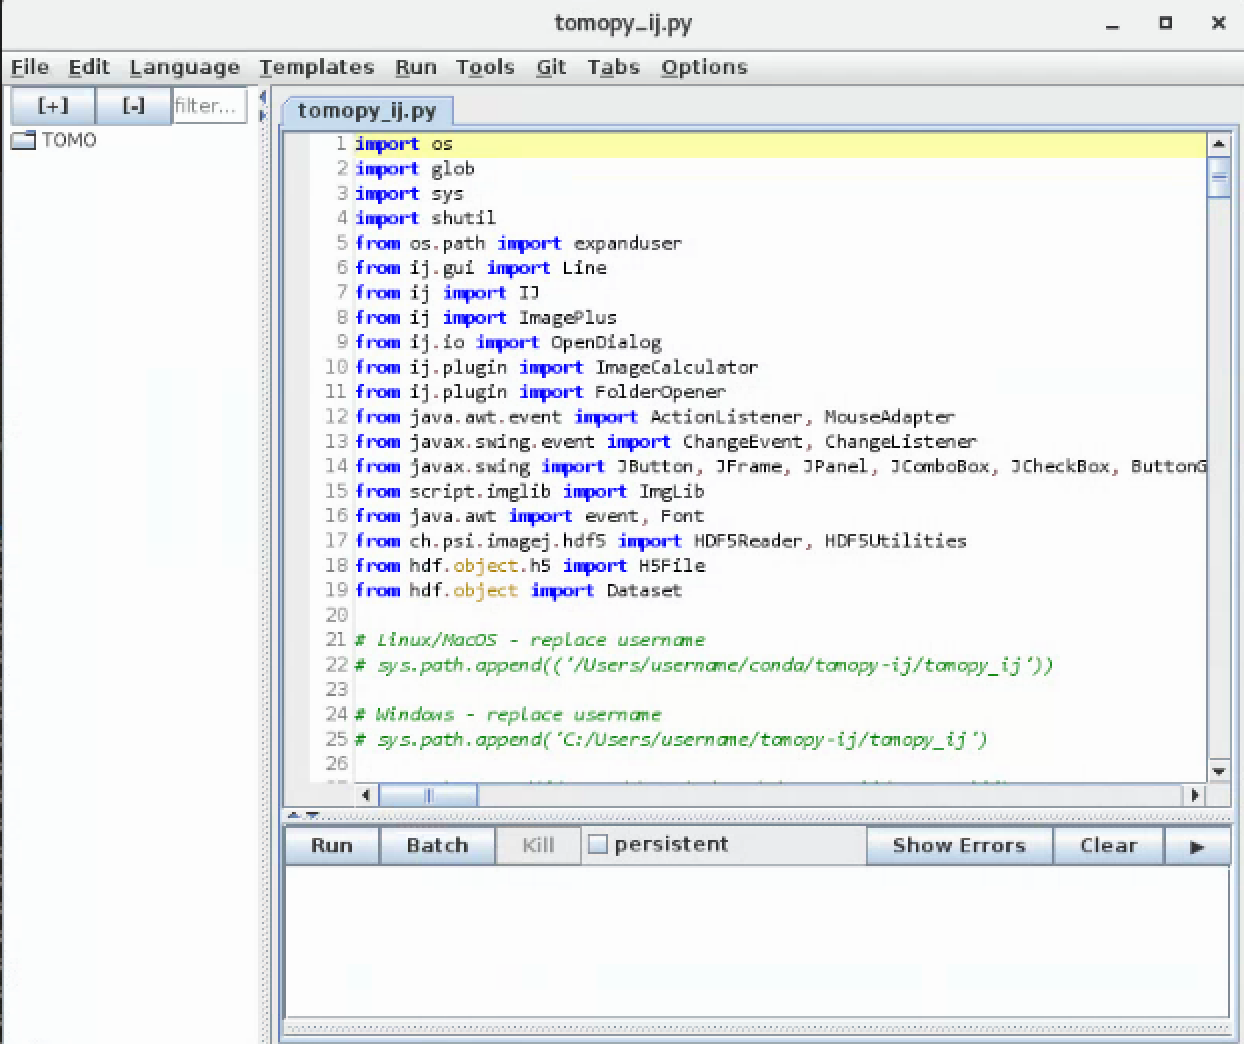 tomopy_ij.py
File Edit Language Templates Run Tools Git Tabs Options
[+] [-] filter...
TOMO
tomopy_ij.py
1 import os
2 import glob
3 import sys
4 import shutil
5 from os.path import expanduser
6 from ij.gui import Line
7 from ij import IJ
8 from ij import ImagePlus
9 from ij.io import OpenDialog
10 from ij.plugin import ImageCalculator
11 from ij.plugin import FolderOpener
12 from java.awt.event import ActionListener, MouseAdapter
13 from javax.swing.event import ChangeEvent, ChangeListener
14 from javax.swing import JButton, JFrame, JPanel, JComboBox, JCheckBox, ButtonG
15 from script.imglib import ImgLib
16 from java.awt import event, Font
17 from ch.psi.imagej.hdf5 import HDF5Reader, HDF5Utilities
18 from hdf.object.h5 import H5File
19 from hdf.object import Dataset
20
21 # Linux/MacOS - replace username
22 # sys.path.append(('/Users/username/conda/tomopy-ij/tomopy_ij'))
23
24 # Windows - replace username
25 # sys.path.append('C:/Users/username/tomopy-ij/tomopy_ij')
26
Run Batch Kill persistent Show Errors Clear